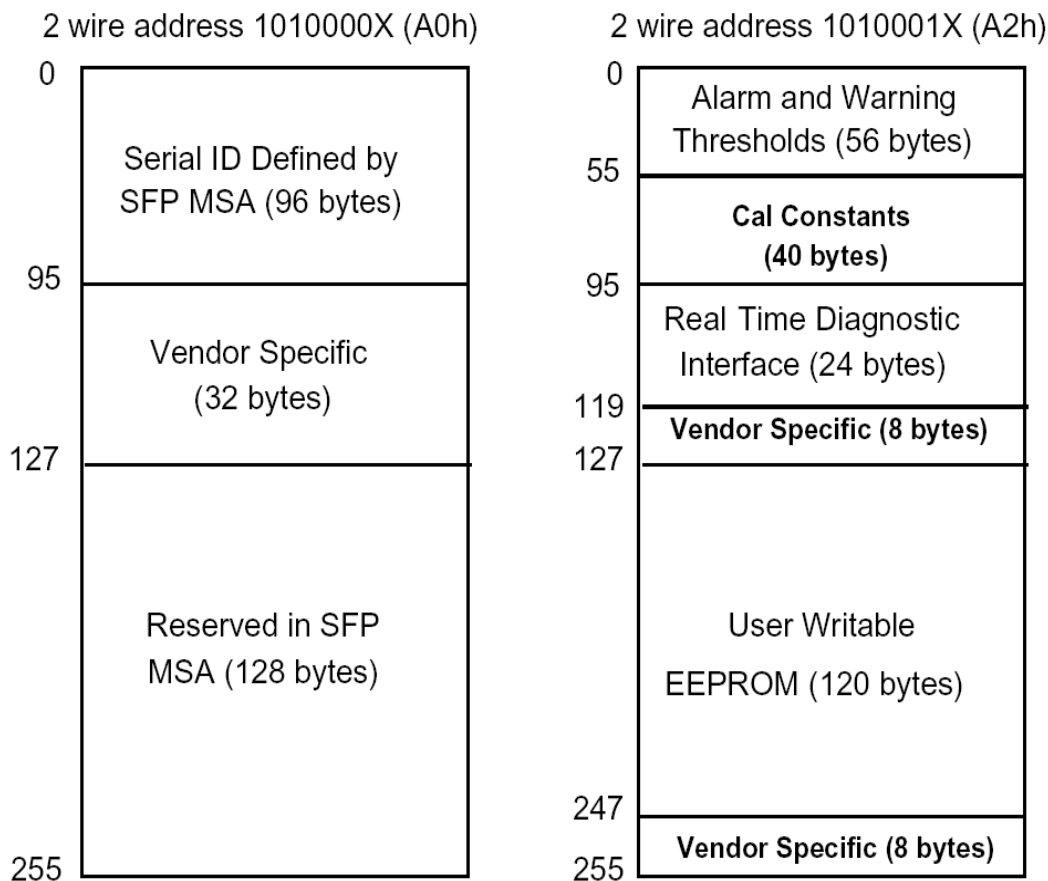 2 wire address 1010000X (A0h)
0
Serial ID Defined by
SFP MSA (96 bytes)
95
Vendor Specific
(32 bytes)
127
Reserved in SFP
MSA (128 bytes)
255
2 wire address 1010001X (A2h)
0
Alarm and Warning
Thresholds (56 bytes)
55
Cal Constants
(40 bytes)
95
Real Time Diagnostic
Interface (24 bytes)
119
Vendor Specific (8 bytes)
127
User Writable
EEPROM (120 bytes)
247
Vendor Specific (8 bytes)
255